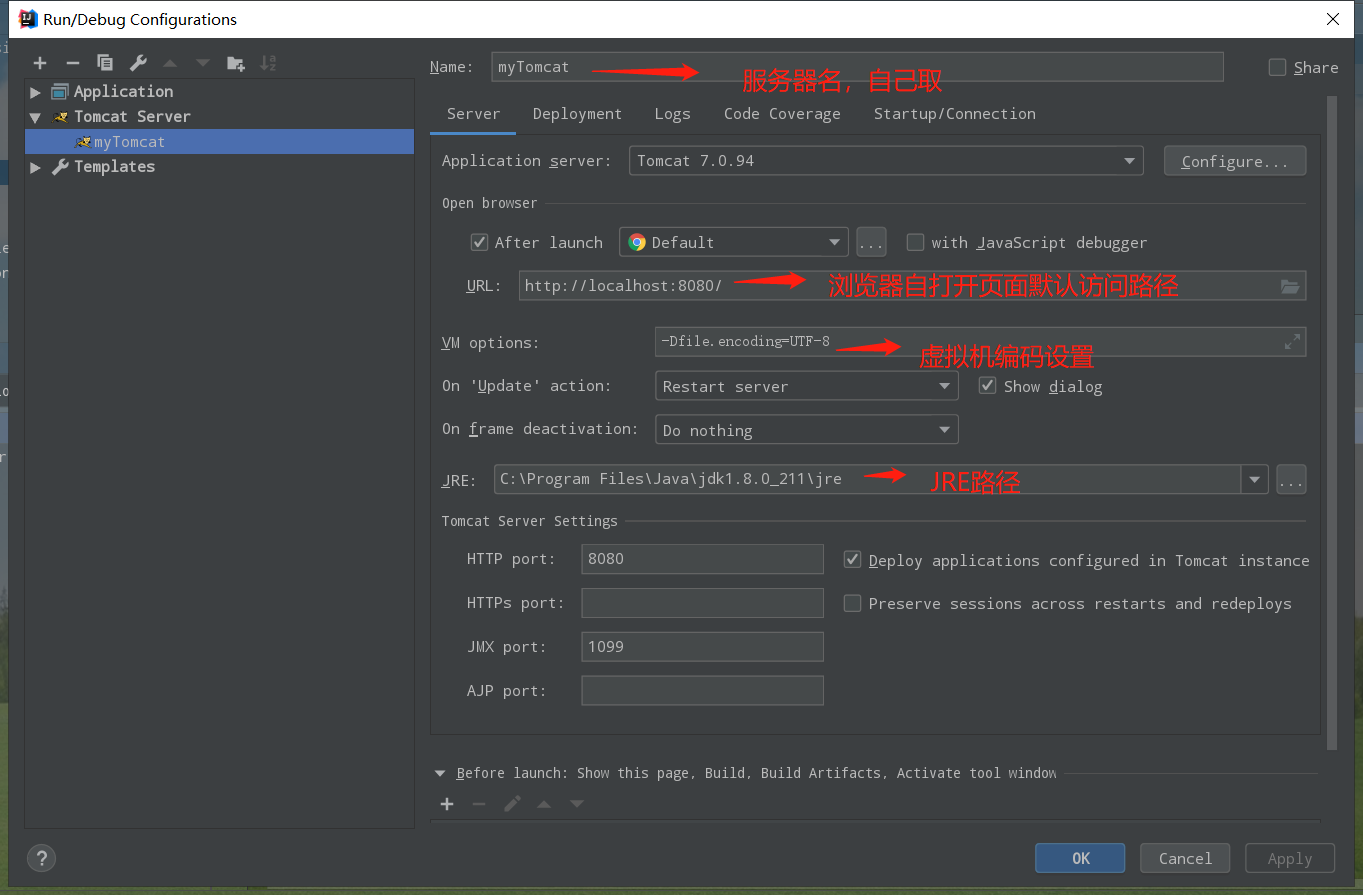 Run/Debug Configurations
Name: myTomcat 服务器名，自己取 Share
Application
Tomcat Server
myTomcat
Templates
Server Deployment Logs Code Coverage Startup/Connection
Application server: Tomcat 7.0.94 Configure...
Open browser
After launch Default ... with JavaScript debugger
URL: http://localhost:8080/ 浏览器自打开页面默认访问路径
VM options: -Dfile.encoding=UTF-8 虚拟机编码设置
On 'Update' action: Restart server Show dialog
On frame deactivation: Do nothing
JRE: C:\Program Files\Java\jdk1.8.0_211\jre JRE路径 ...
Tomcat Server Settings
HTTP port: 8080 Deploy applications configured in Tomcat instance
HTTPs port: Preserve sessions across restarts and redeploys
JMX port: 1099
AJP port:
Before launch: Show this page, Build, Build Artifacts, Activate tool window
? OK Cancel Apply